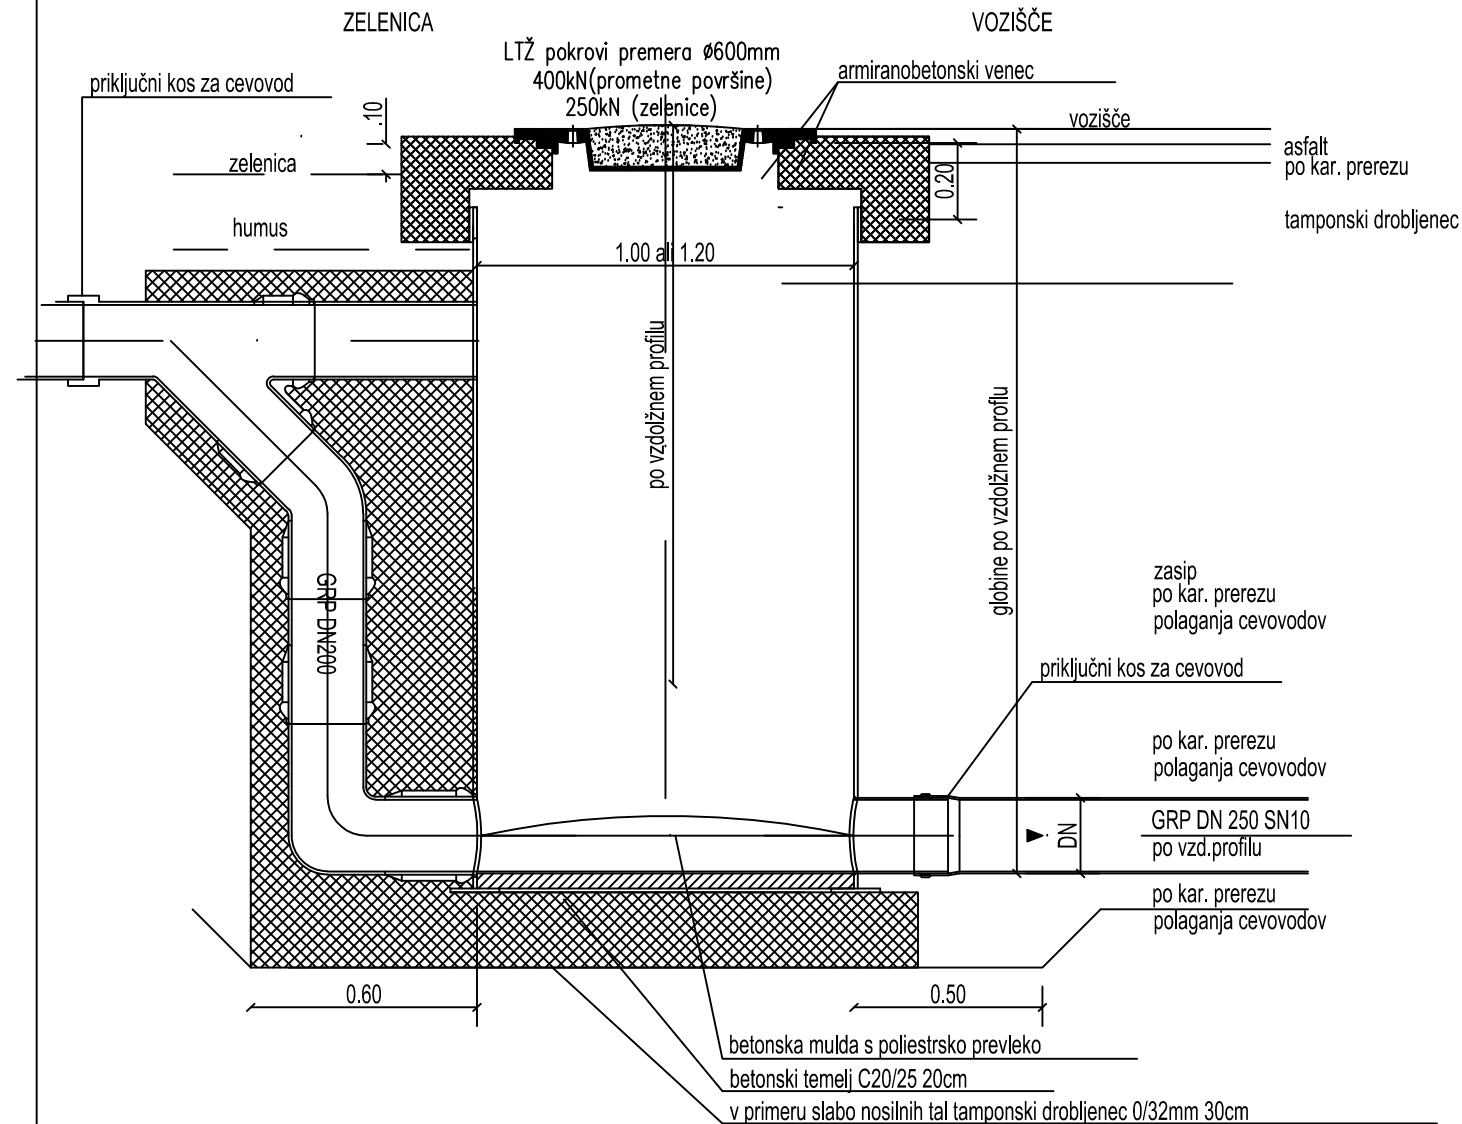 ZELENICA
VOZIŠČE
LTŽ pokrovi premera Ø600mm
400kN(prometne površine)
250kN (zelenice)
priključni kos za cevovod
armiranobetonski venec
.10
vozišče
asfalt
po kar. prerezu
zelenica
0.20
tamponski drobljenec
humus
1.00 ali 1.20
po vzdolžnem profilu
globine po vzdolžnem proflu
zasip
po kar. prerezu
polaganja cevovodov
GRP DN200
priključni kos za cevovod
po kar. prerezu
polaganja cevovodov
DN
GRP DN 250 SN10
po vzd.profilu
po kar. prerezu
polaganja cevovodov
0.60
0.50
betonska mulda s poliestrsko prevleko
betonski temelj C20/25 20cm
v primeru slabo nosilnih tal tamponski drobljenec 0/32mm 30cm